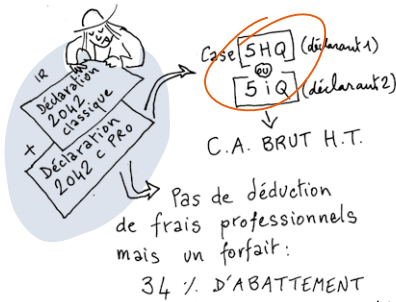 IR
Déclaration
2042
classique
+
Déclaration
2042 C PRO
Case 5HQ (déclarant 1)
ou
5iQ (déclarant 2)
C.A. BRUT H.T.
Pas de déduction
de frais professionnels
mais un forfait :
34 % D'ABATTEMENT